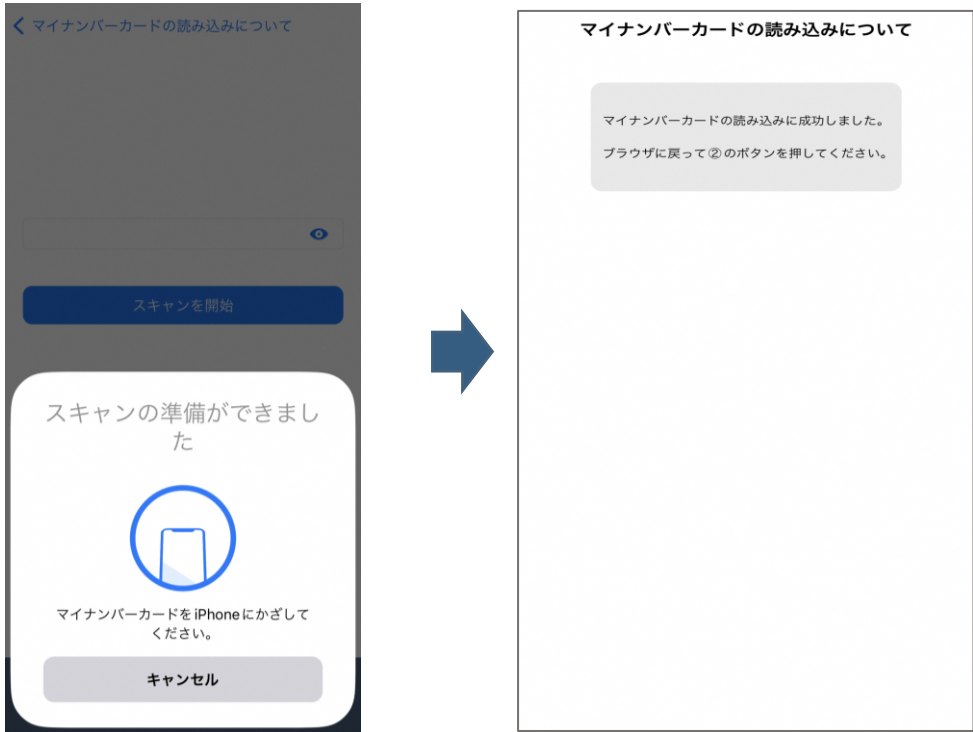 マイナンバーカードの読み込みについて
スキャンを開始
スキャンの準備ができまし
た
マイナンバーカードをiPhoneにかざして
ください。
キャンセル
マイナンバーカードの読み込みについて
マイナンバーカードの読み込みに成功しました。
ブラウザに戻って②のボタンを押してください。